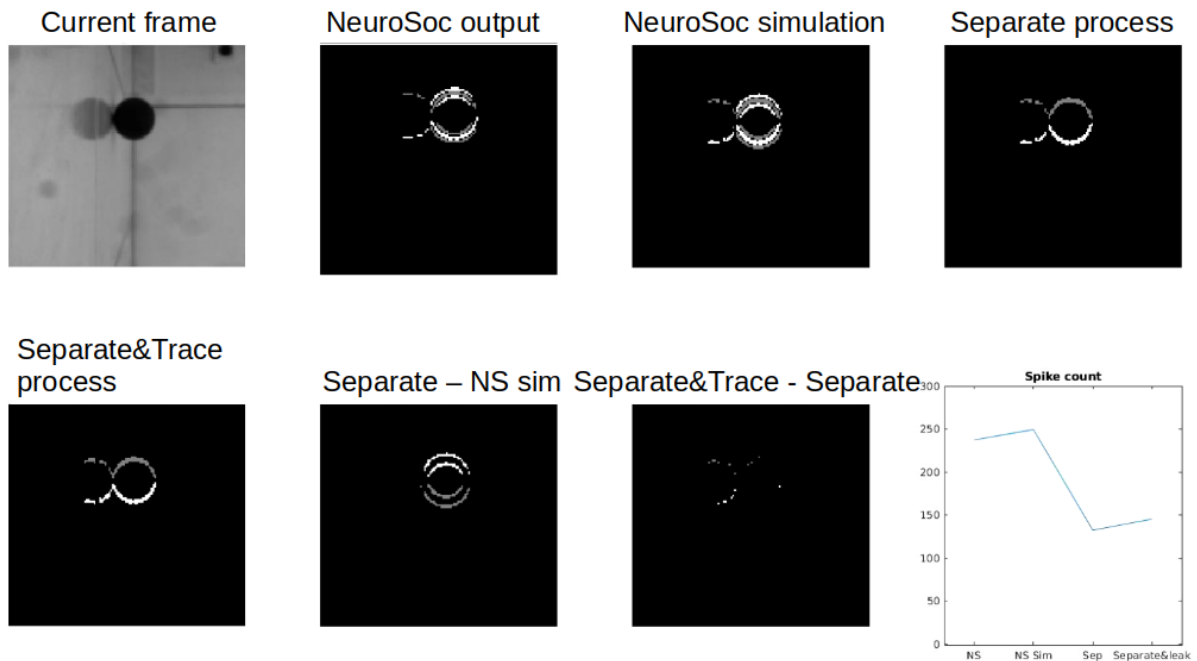 Current frame
NeuroSoc output
NeuroSoc simulation
Separate process
Separate&Trace
process
Separate – NS sim
Separate&Trace - Separate
Spike count
300
250
200
150
100
50
0
NS
NS Sim
Sep
Separate&leak